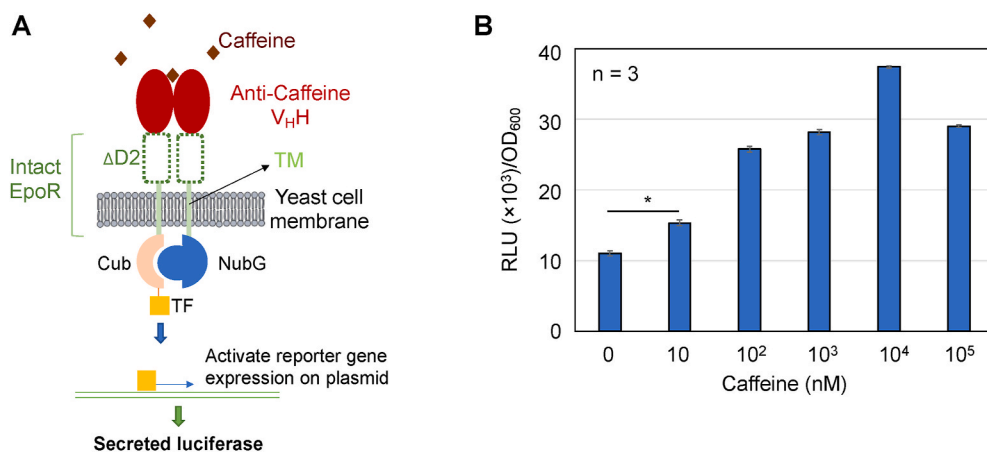 A
Caffeine
Anti-Caffeine
VHH
ΔD2
TM
Intact
EpoR
Yeast cell
membrane
Cub
NubG
TF
Activate reporter gene
expression on plasmid
Secreted luciferase
B
n = 3
*
RLU (×10³)/OD₆₀₀
40
30
20
10
0
0 10 10² 10³ 10⁴ 10⁵
Caffeine (nM)